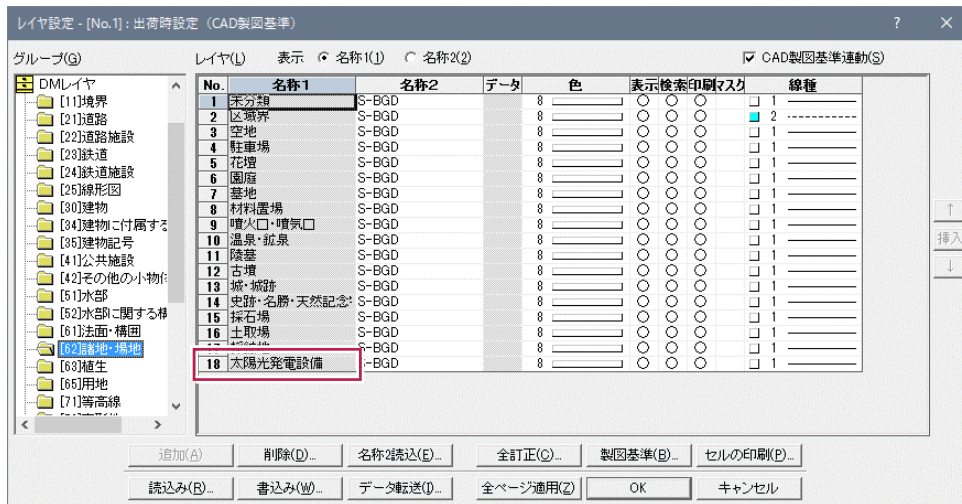 レイヤ設定 - [No.1] : 出荷時設定（CAD製図基準） ? ×
グループ(G)
レイヤ(L) 表示 名称1(1) 名称2(2) CAD製図基準連動(S)
DMレイヤ
[11]境界
[21]道路
[22]道路施設
[23]鉄道
[24]鉄道施設
[25]線形図
[30]建物
[34]建物に付属する
[35]建物記号
[41]公共施設
[42]その他の小物
[51]水部
[52]水部に関する構
[61]法面・構囲
[62]諸地・場地
[63]植生
[65]用地
[71]等高線
No. 名称1 名称2 データ 色 表示 検索 印刷 マスク 線種
1 未分類 S-BGD 8 1
2 区域界 S-BGD 8 2
3 空地 S-BGD 8 1
4 駐車場 S-BGD 8 1
5 花壇 S-BGD 8 1
6 園庭 S-BGD 8 1
7 墓地 S-BGD 8 1
8 材料置場 S-BGD 8 1
9 噴火口・噴気口 S-BGD 8 1
10 温泉・鉱泉 S-BGD 8 1
11 陵墓 S-BGD 8 1
12 古墳 S-BGD 8 1
13 城・城跡 S-BGD 8 1
14 史跡・名勝・天然記念 S-BGD 8 1
15 採石場 S-BGD 8 1
16 土取場 S-BGD 8 1
18 太陽光発電設備 S-BGD 8 1
↑
挿入
↓
追加(A) 削除(D)... 名称2読込(E)... 全訂正(C)... 製図基準(B)... セルの印刷(P)...
読込み(R)... 書込み(W)... データ転送(I)... 全ページ適用(Z) OK キャンセル